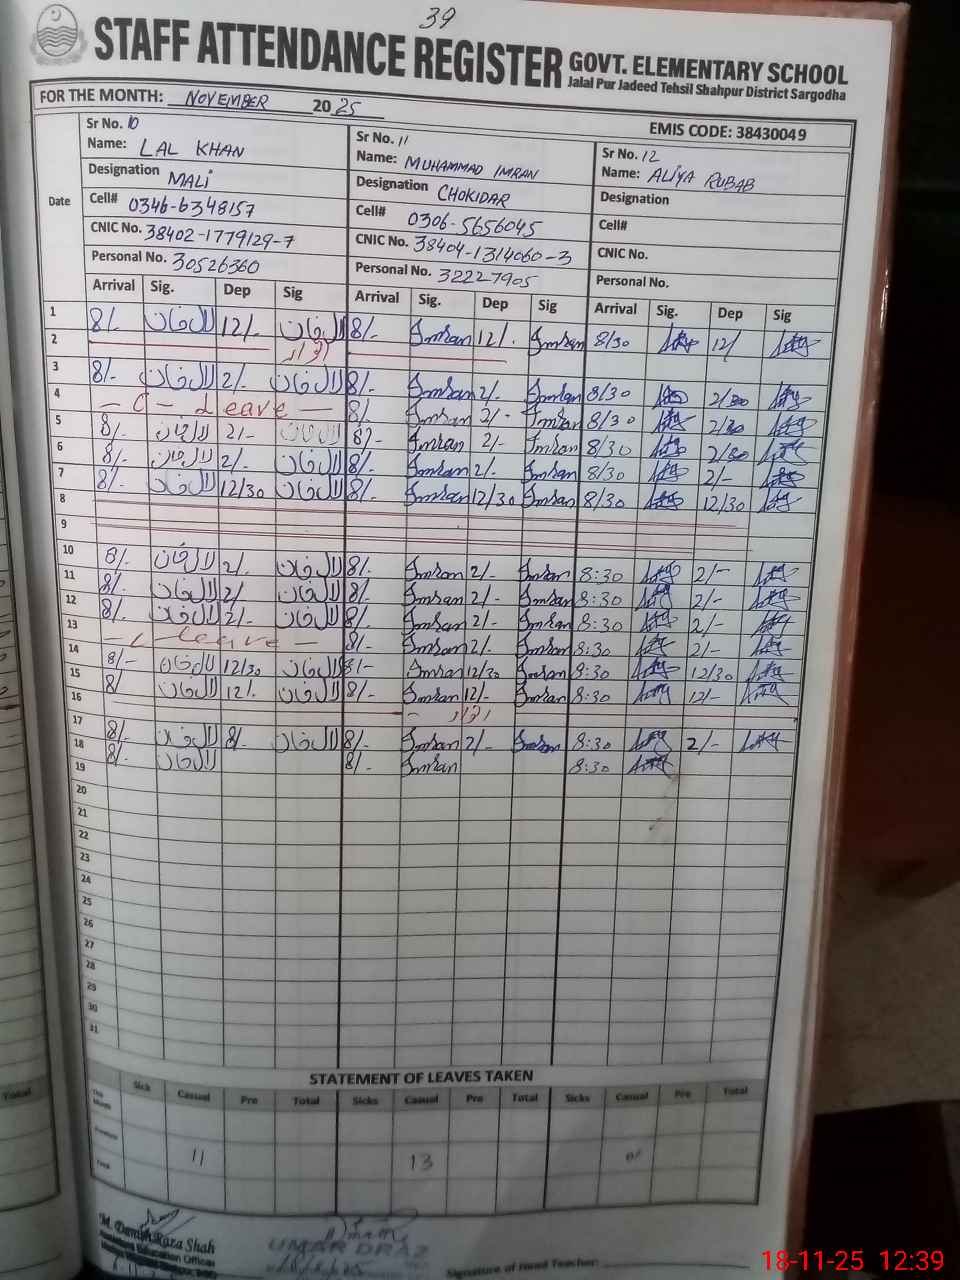 39
STAFF ATTENDANCE REGISTER GOVT. ELEMENTARY SCHOOL
Jalal Pur Jadeed Tehsil Shahpur District Sargodha
FOR THE MONTH: NOVEMBER 2025
EMIS CODE: 38430049
Date
Sr No. 10
Name: LAL KHAN
Designation MALI
Cell# 0346-6348157
CNIC No. 38402-1779129-7
Personal No. 30526360
Sr No. 11
Name: MUHAMMAD IMRAN
Designation CHOKIDAR
Cell# 0306-5656045
CNIC No. 38404-1314060-3
Personal No. 32227905
Sr No. 12
Name: ALIYA RUBAB
Designation
Cell#
CNIC No.
Personal No.
Arrival Sig. Dep Sig Arrival Sig. Dep Sig Arrival Sig. Dep Sig
1 8/- لال خان 12/- لال خان 8/- Imran 12/- Imran 8/30 12/
2 اتوار
3 8/- لال خان 2/- لال خان 8/- Imran 2/- Imran 8/30 2/30
4 - C - Leave - 8/- Imran 2/- Imran 8/30 2/30
5 8/- لال خان 2/- لال خان 8/- Imran 2/- Imran 8/30 2/30
6 8/- لال خان 2/- لال خان 8/- Imran 2/- Imran 8/30 2/-
7 8/- لال خان 12/30 لال خان 8/- Imran 12/30 Imran 8/30 12/30
8
9
10 8/- لال خان 2/- لال خان 8/- Imran 2/- Imran 8:30 2/-
11 8/- لال خان 2/- لال خان 8/- Imran 2/- Imran 8:30 2/-
12 8/- لال خان 2/- لال خان 8/- Imran 2/- Imran 8:30 2/-
13 - L - leave - 8/- Imran 2/- Imran 8:30 2/-
14 8/- لال خان 12/30 لال خان 8/- Imran 12/30 Imran 8:30 12/30
15 8/ لال خان 12/- لال خان 8/- Imran 12/- Imran 8:30 12/-
16 اتوار
17 8/- لال خان 8/- لال خان 8/- Imran 2/- Imran 8:30 2/-
18 8/- لال خان 8/- Imran 8:30
19
20
21
22
23
24
25
26
27
28
29
30
31
STATEMENT OF LEAVES TAKEN
Sick Casual Pre Total Sicks Casual Pre Total Sicks Casual Pre Total
11 13
M. Danish Raza Shah
Assistant Education Officer
UMAR DRAZ
Signature of Head Teacher:
Total
18-11-25 12:39